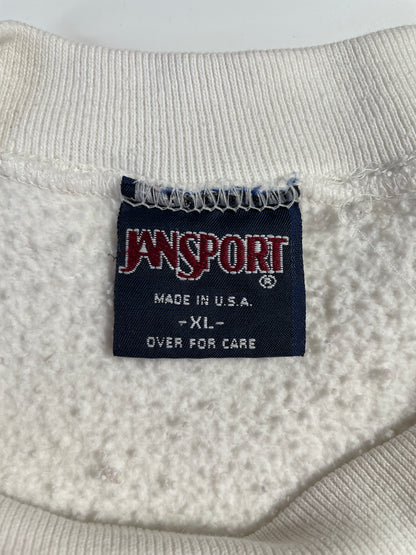 JANSPORT®
MADE IN U.S.A.
-XL-
OVER FOR CARE